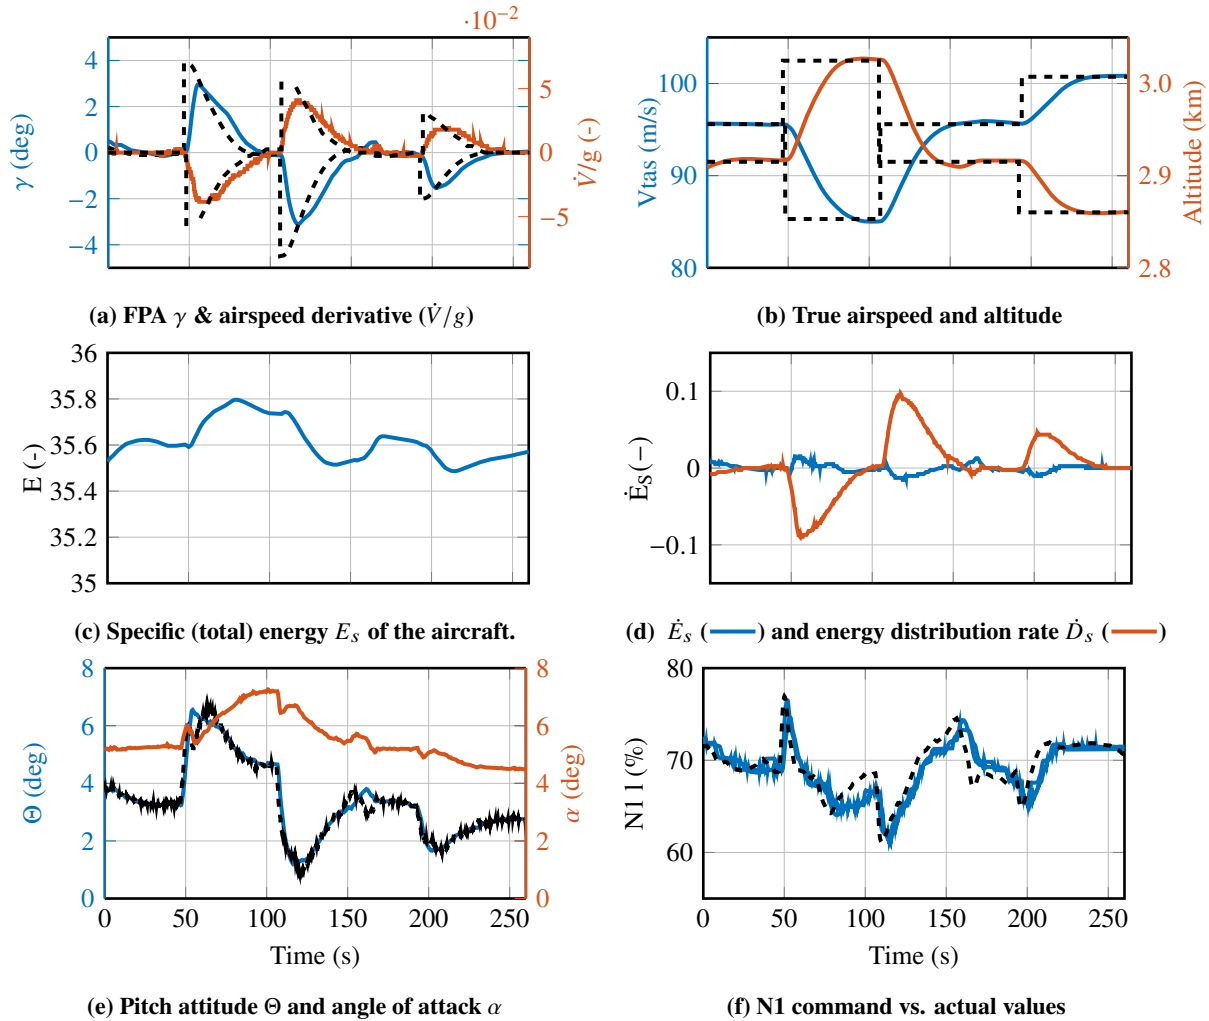 ·10⁻²
4
2
0
−2
−4
γ (deg)
5
0
−5
V̇/g (-)
(a) FPA γ & airspeed derivative (V̇/g)
100
90
80
Vtas (m/s)
3.0
2.9
2.8
Altitude (km)
(b) True airspeed and altitude
36
35.8
35.6
35.4
35.2
35
E (-)
(c) Specific (total) energy Eₛ of the aircraft.
0.1
0
−0.1
Ė_S(−)
(d) Ėₛ ( ) and energy distribution rate Ḋₛ ( )
8
6
4
2
0
Θ (deg)
8
6
4
2
0
α (deg)
0 50 100 150 200 250
Time (s)
(e) Pitch attitude Θ and angle of attack α
80
70
60
N1 1 (%)
0 50 100 150 200 250
Time (s)
(f) N1 command vs. actual values